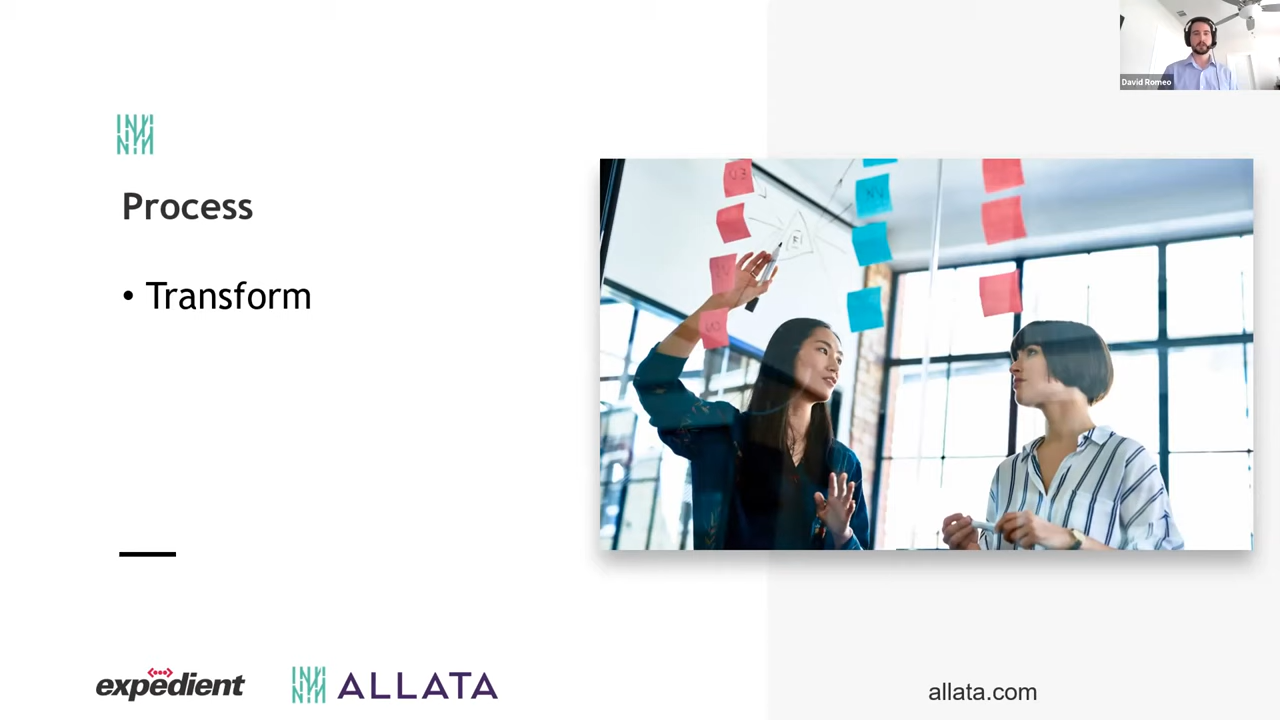 David Romeo
Process
• Transform
expedient
ALLATA
allata.com